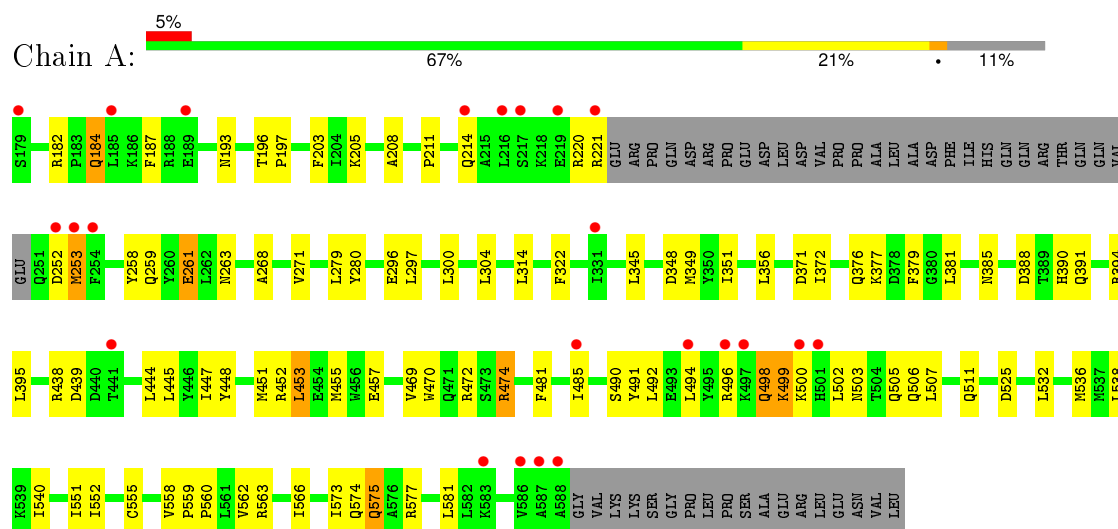 5%
Chain A:
67% 21% • 11%
S179 R182 P183 Q184 L185 K186 F187 R188 E189 N193 T196 P197 F203 I204 K205 A208 P211 Q214 A215 L216 S217 K218 E219 R220 R221 GLU ARG PRO GLN ASP ARG PRO GLU ASP LEU ASP VAL PRO PRO ALA LEU ALA ASP PHE ILE HIS GLN GLN ARG THR GLN GLN VAL
GLU Q251 D252 M253 F254 Y258 Q259 Y260 E261 L262 N263 A268 V271 L279 Y280 E296 L297 L300 L304 L314 F322 I331 L345 D348 M349 Y350 I351 L356 D371 I372 Q376 K377 D378 F379 G380 L381 N385 D388 T389 H390 Q391 R394
L395 R438 D439 D440 T441 L444 L445 Y446 I447 Y448 M451 R452 L453 E454 M455 W456 E457 V469 W470 Q471 R472 S473 R474 F481 I485 S490 Y491 L492 E493 L494 Y495 R496 K497 Q498 K499 K500 H501 L502 N503 T504 Q505 Q506 L507 Q511 D525 L532 M536 M537 L538
K539 I540 I551 I552 C555 V558 P559 P560 L561 V562 R563 I566 I573 Q574 Q575 A576 R577 L581 L582 K583 V586 A587 A588 GLY VAL LYS LYS SER GLY PRO LEU PRO SER ALA GLU ARG LEU GLU ASN VAL LEU